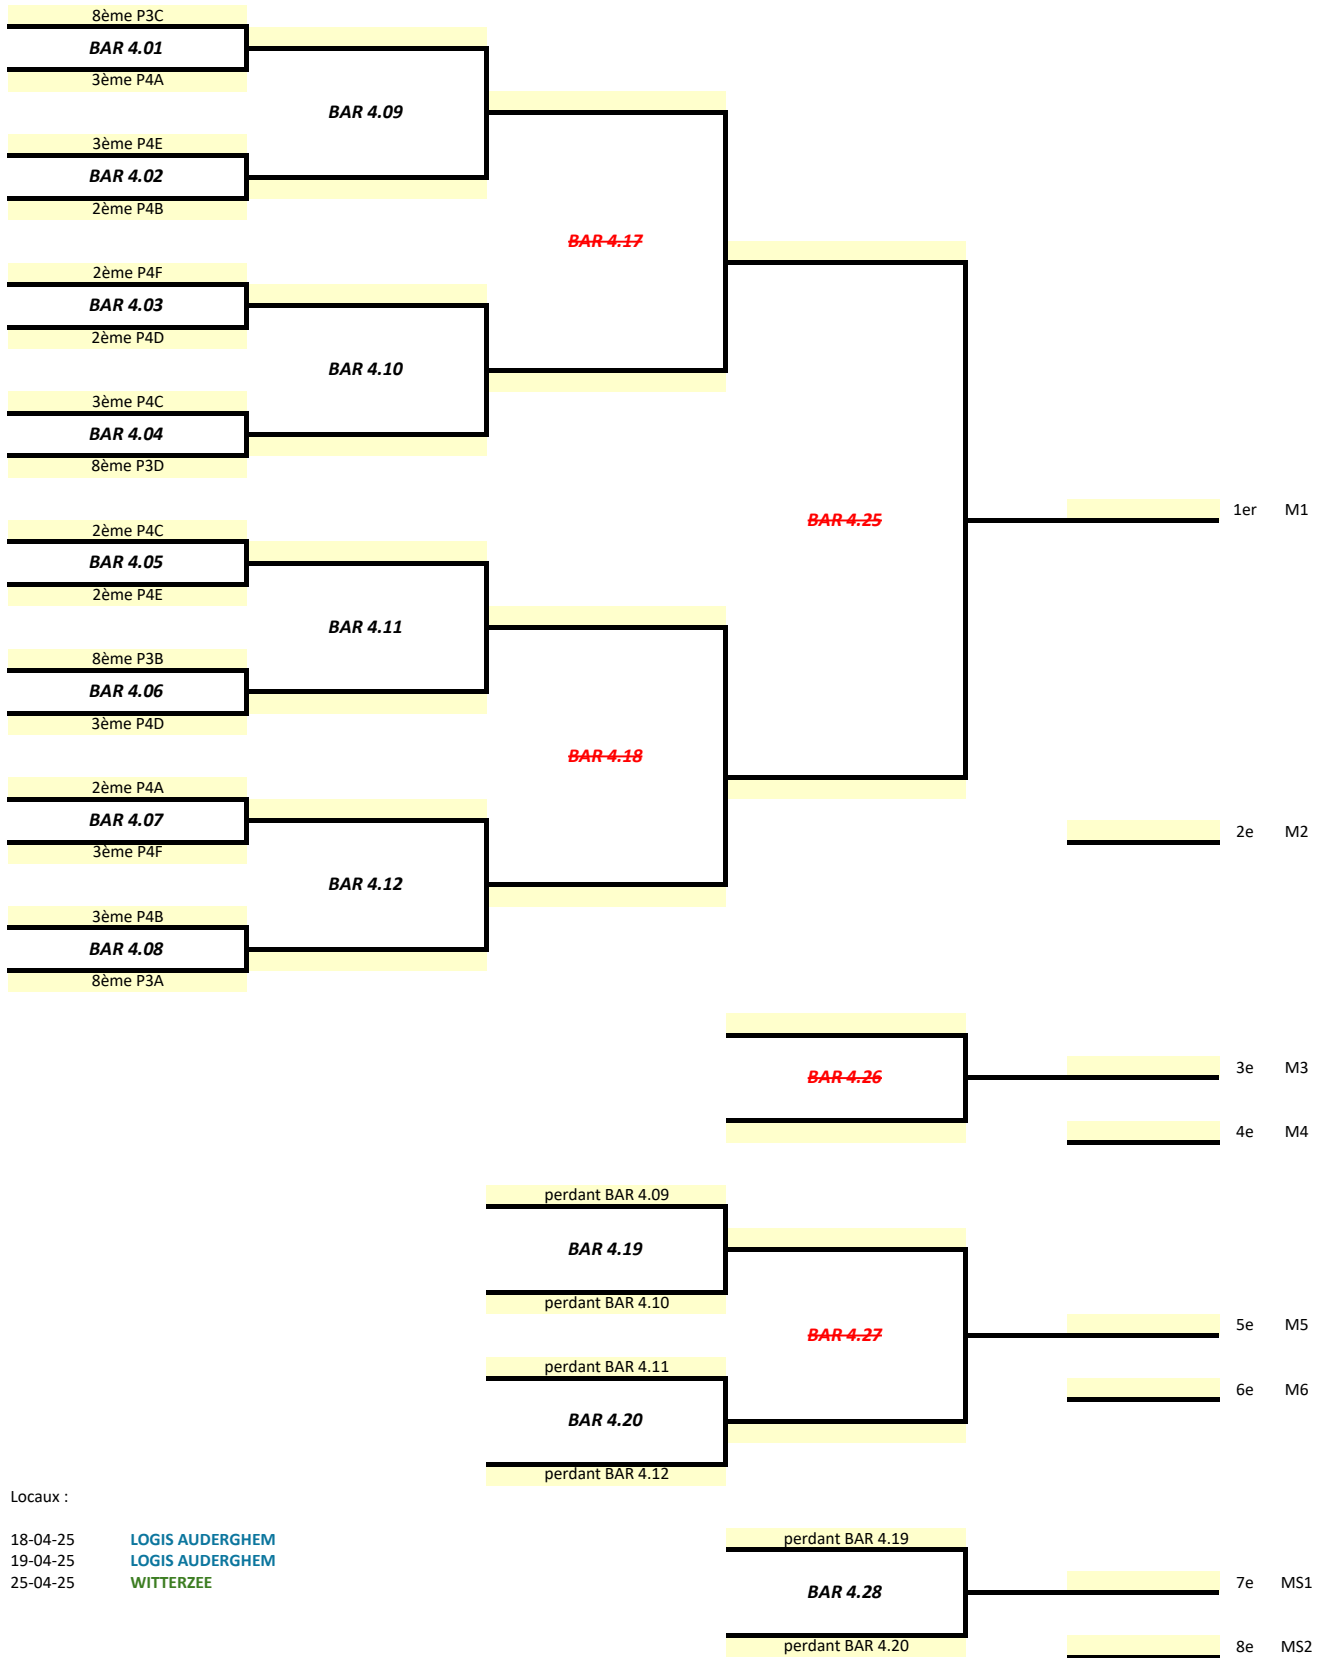 8ème P3C
BAR 4.01
3ème P4A
BAR 4.09
3ème P4E
BAR 4.02
2ème P4B
BAR 4.17
2ème P4F
BAR 4.03
2ème P4D
BAR 4.10
3ème P4C
BAR 4.04
8ème P3D
1er M1
BAR 4.25
2ème P4C
BAR 4.05
2ème P4E
BAR 4.11
8ème P3B
BAR 4.06
3ème P4D
BAR 4.18
2ème P4A
BAR 4.07
3ème P4F
2e M2
BAR 4.12
3ème P4B
BAR 4.08
8ème P3A
BAR 4.26
3e M3
4e M4
perdant BAR 4.09
BAR 4.19
perdant BAR 4.10
5e M5
BAR 4.27
perdant BAR 4.11
6e M6
BAR 4.20
perdant BAR 4.12
Locaux :
18-04-25 LOGIS AUDERGHEM
19-04-25 LOGIS AUDERGHEM
25-04-25 WITTERZEE
perdant BAR 4.19
BAR 4.28
7e MS1
perdant BAR 4.20
8e MS2